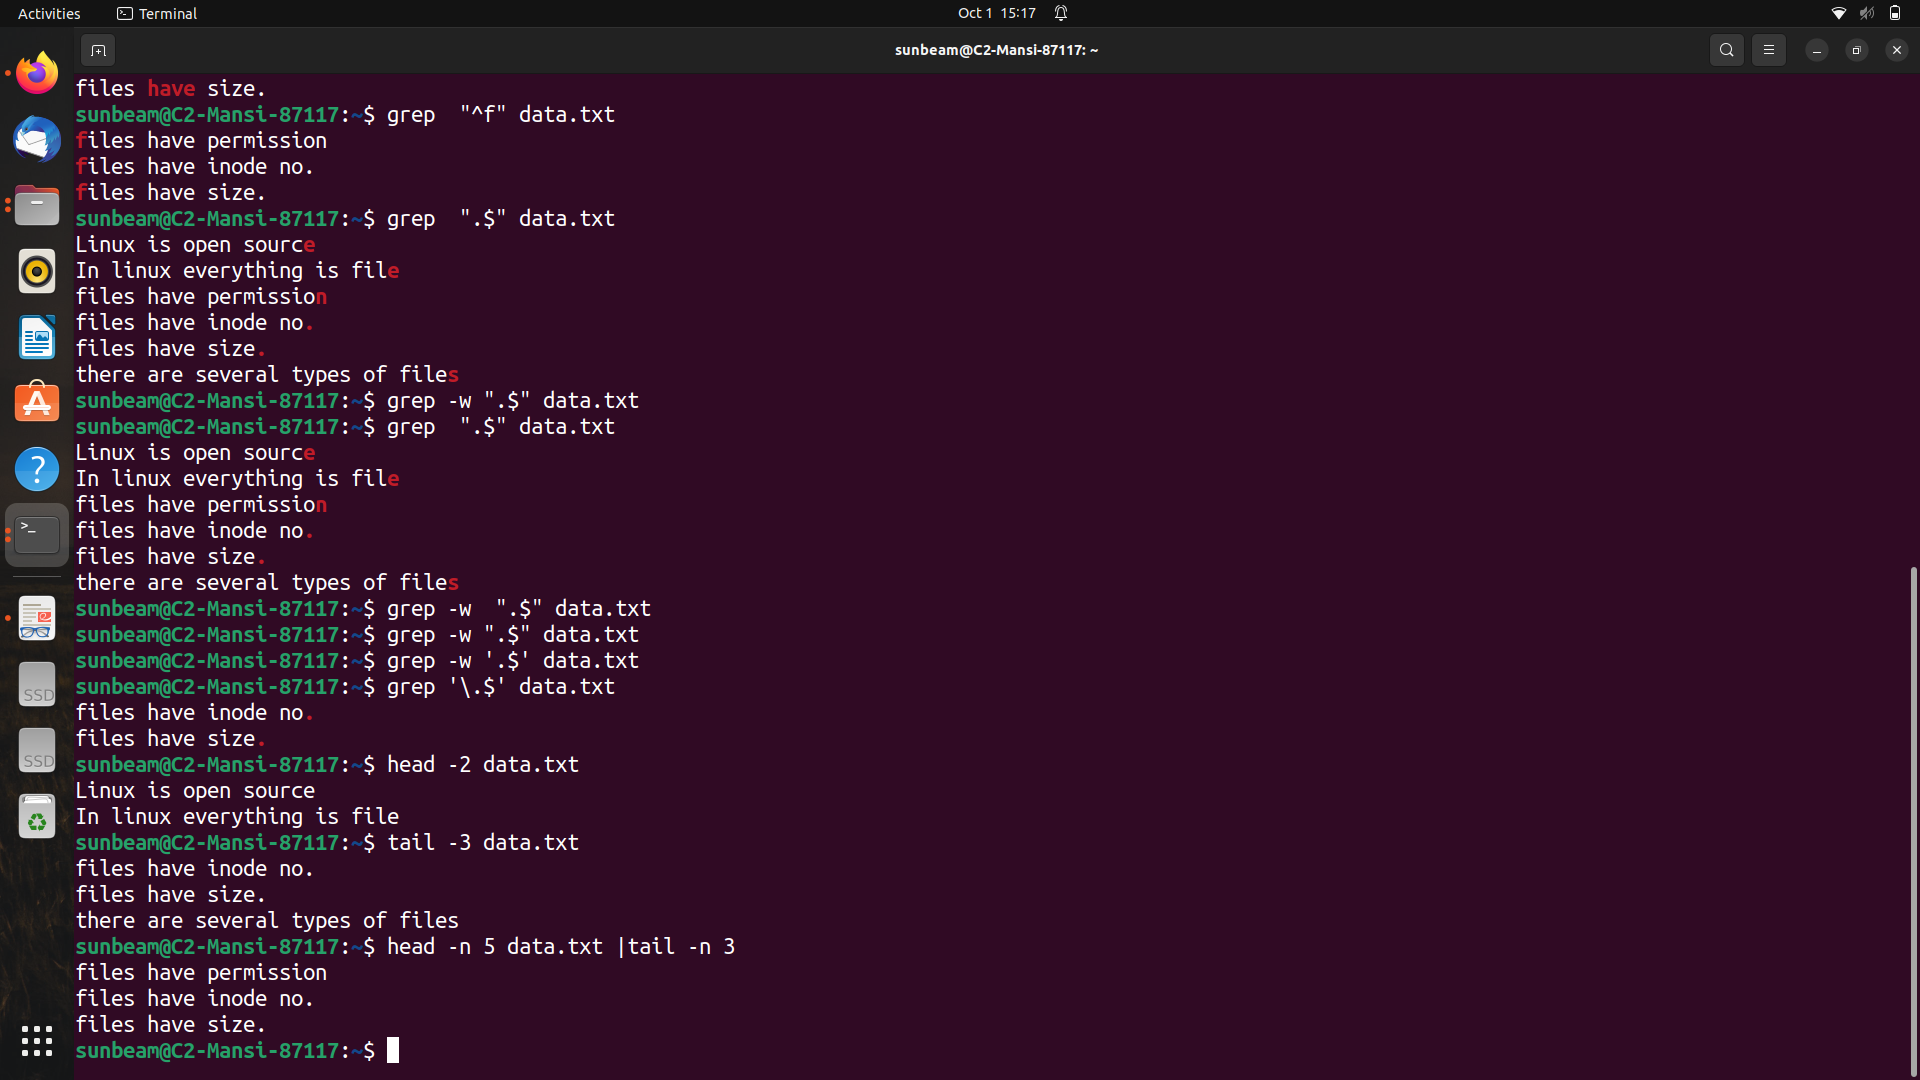 Activities
Terminal
Oct 1 15:17
sunbeam@C2-Mansi-87117: ~
files have size.
sunbeam@C2-Mansi-87117:~$ grep  "^f" data.txt
files have permission
files have inode no.
files have size.
sunbeam@C2-Mansi-87117:~$ grep  ".$" data.txt
Linux is open source
In linux everything is file
files have permission
files have inode no.
files have size.
there are several types of files
sunbeam@C2-Mansi-87117:~$ grep -w ".$" data.txt
sunbeam@C2-Mansi-87117:~$ grep  ".$" data.txt
Linux is open source
In linux everything is file
files have permission
files have inode no.
files have size.
there are several types of files
sunbeam@C2-Mansi-87117:~$ grep -w  ".$" data.txt
sunbeam@C2-Mansi-87117:~$ grep -w ".$" data.txt
sunbeam@C2-Mansi-87117:~$ grep -w '.$' data.txt
sunbeam@C2-Mansi-87117:~$ grep '\.$' data.txt
files have inode no.
files have size.
sunbeam@C2-Mansi-87117:~$ head -2 data.txt
Linux is open source
In linux everything is file
sunbeam@C2-Mansi-87117:~$ tail -3 data.txt
files have inode no.
files have size.
there are several types of files
sunbeam@C2-Mansi-87117:~$ head -n 5 data.txt |tail -n 3
files have permission
files have inode no.
files have size.
sunbeam@C2-Mansi-87117:~$
SSD
SSD